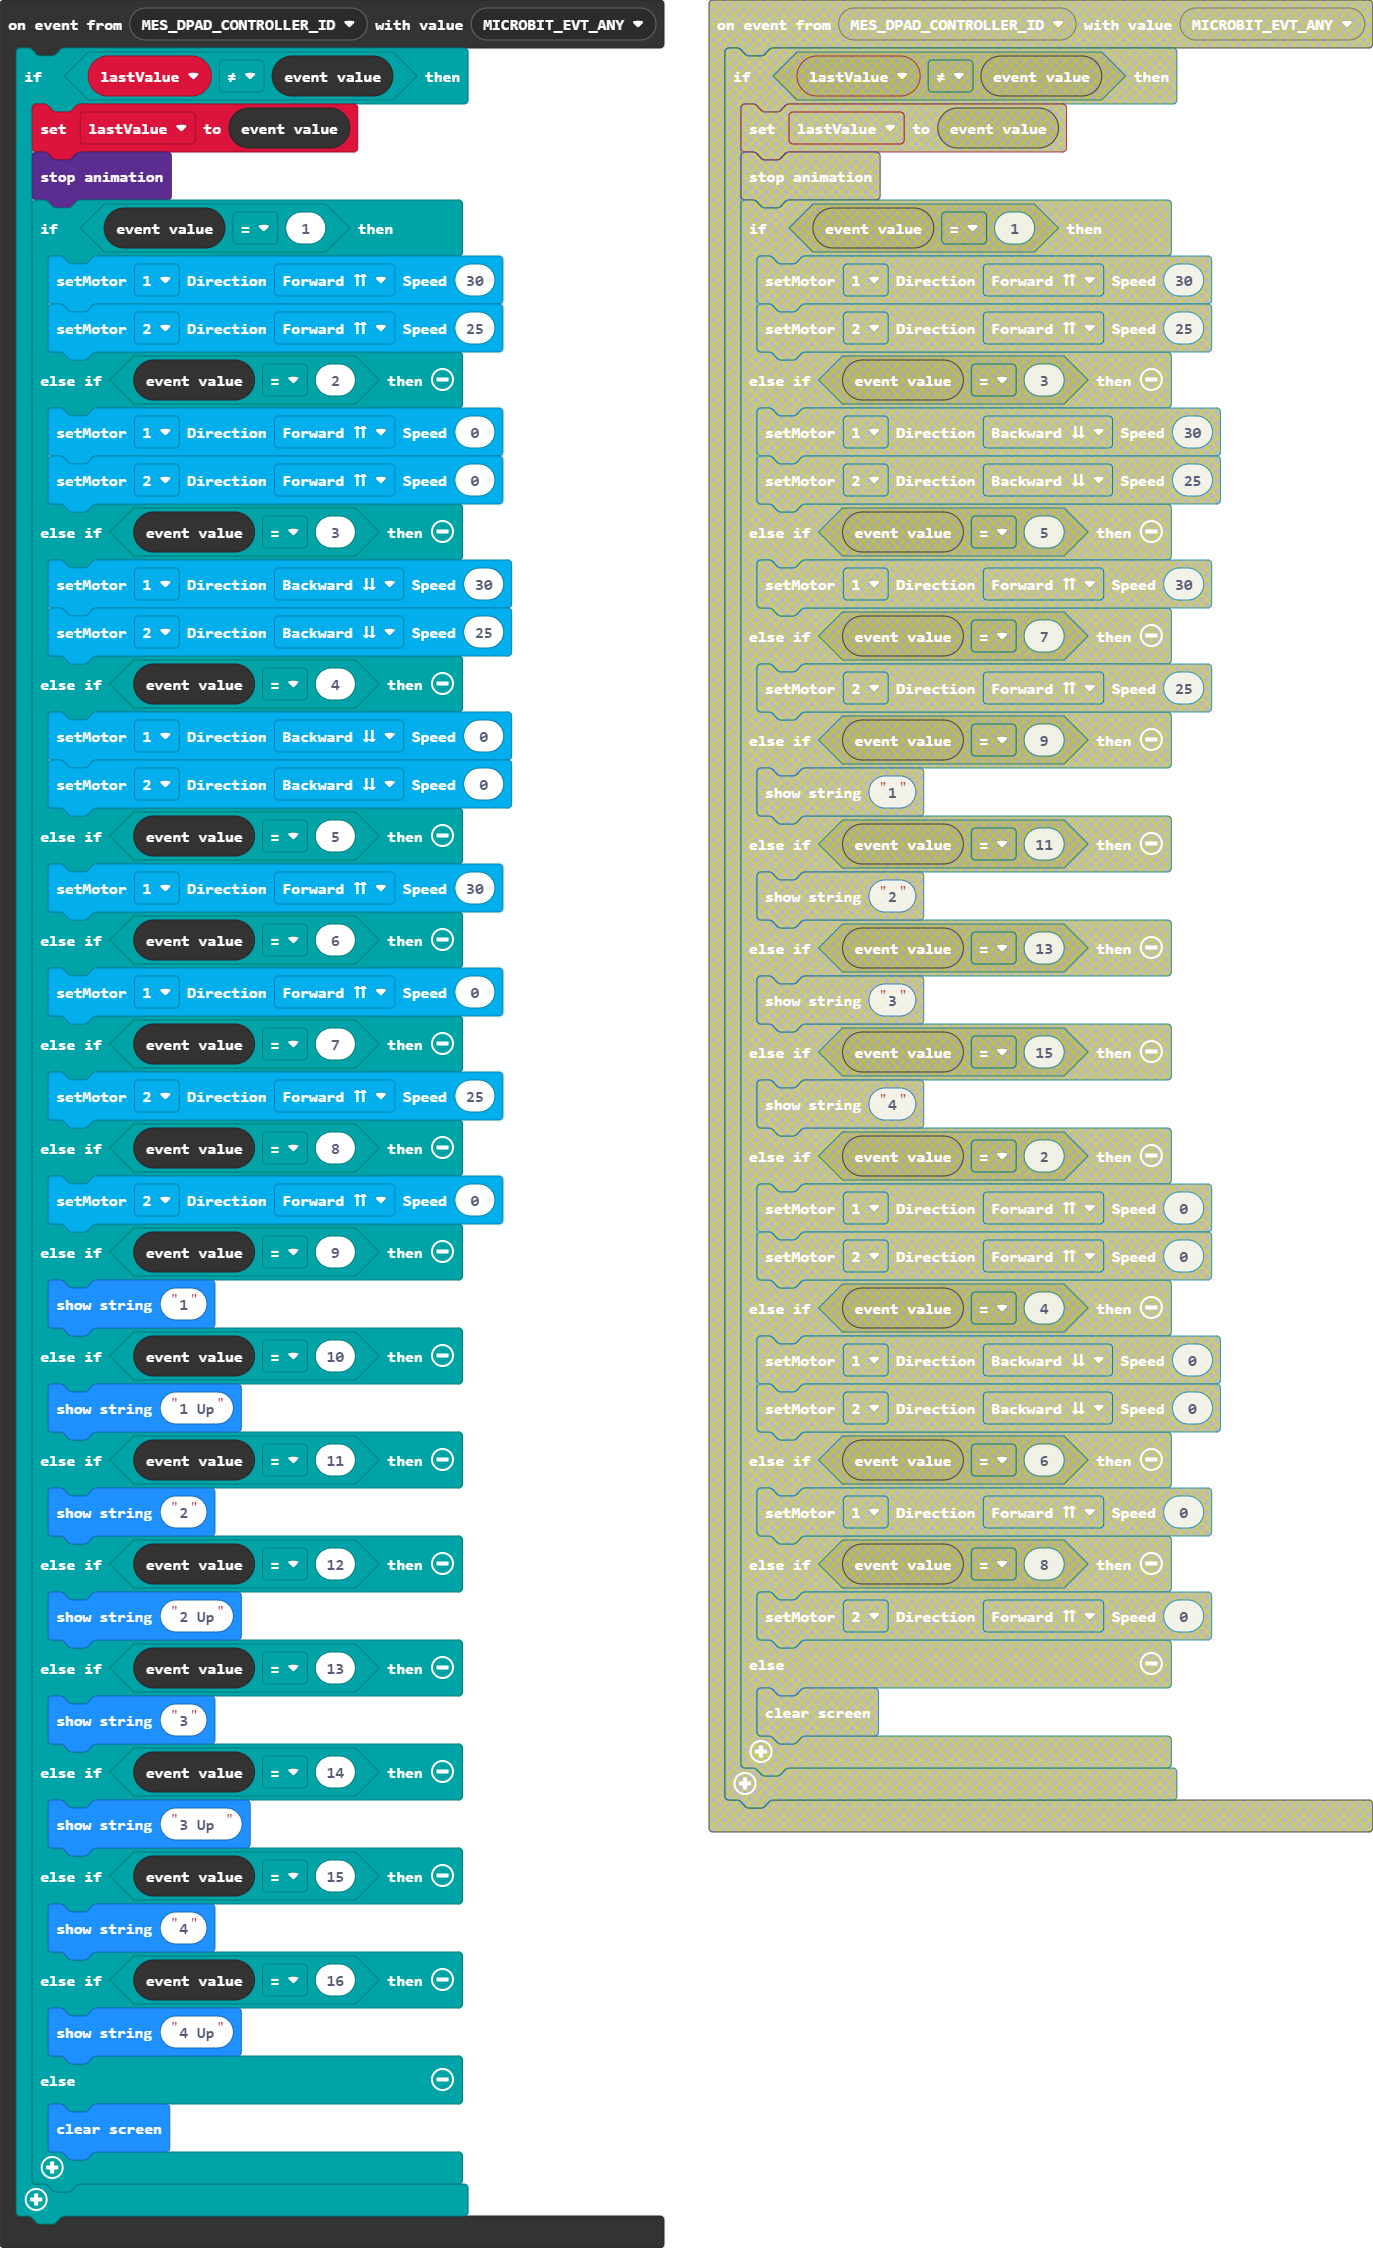 on event from MES_DPAD_CONTROLLER_ID with value MICROBIT_EVT_ANY
if lastValue ≠ event value then
set lastValue to event value
stop animation
if event value = 1 then
setMotor 1 Direction Forward ⇈ Speed 30
setMotor 2 Direction Forward ⇈ Speed 25
else if event value = 2 then
setMotor 1 Direction Forward ⇈ Speed 0
setMotor 2 Direction Forward ⇈ Speed 0
else if event value = 3 then
setMotor 1 Direction Backward ⇊ Speed 30
setMotor 2 Direction Backward ⇊ Speed 25
else if event value = 4 then
setMotor 1 Direction Backward ⇊ Speed 0
setMotor 2 Direction Backward ⇊ Speed 0
else if event value = 5 then
setMotor 1 Direction Forward ⇈ Speed 30
else if event value = 6 then
setMotor 1 Direction Forward ⇈ Speed 0
else if event value = 7 then
setMotor 2 Direction Forward ⇈ Speed 25
else if event value = 8 then
setMotor 2 Direction Forward ⇈ Speed 0
else if event value = 9 then
show string "1"
else if event value = 10 then
show string "1 Up"
else if event value = 11 then
show string "2"
else if event value = 12 then
show string "2 Up"
else if event value = 13 then
show string "3"
else if event value = 14 then
show string "3 Up "
else if event value = 15 then
show string "4"
else if event value = 16 then
show string "4 Up"
else
clear screen
on event from MES_DPAD_CONTROLLER_ID with value MICROBIT_EVT_ANY
if lastValue ≠ event value then
set lastValue to event value
stop animation
if event value = 1 then
setMotor 1 Direction Forward ⇈ Speed 30
setMotor 2 Direction Forward ⇈ Speed 25
else if event value = 3 then
setMotor 1 Direction Backward ⇊ Speed 30
setMotor 2 Direction Backward ⇊ Speed 25
else if event value = 5 then
setMotor 1 Direction Forward ⇈ Speed 30
else if event value = 7 then
setMotor 2 Direction Forward ⇈ Speed 25
else if event value = 9 then
show string "1"
else if event value = 11 then
show string "2"
else if event value = 13 then
show string "3"
else if event value = 15 then
show string "4"
else if event value = 2 then
setMotor 1 Direction Forward ⇈ Speed 0
setMotor 2 Direction Forward ⇈ Speed 0
else if event value = 4 then
setMotor 1 Direction Backward ⇊ Speed 0
setMotor 2 Direction Backward ⇊ Speed 0
else if event value = 6 then
setMotor 1 Direction Forward ⇈ Speed 0
else if event value = 8 then
setMotor 2 Direction Forward ⇈ Speed 0
else
clear screen